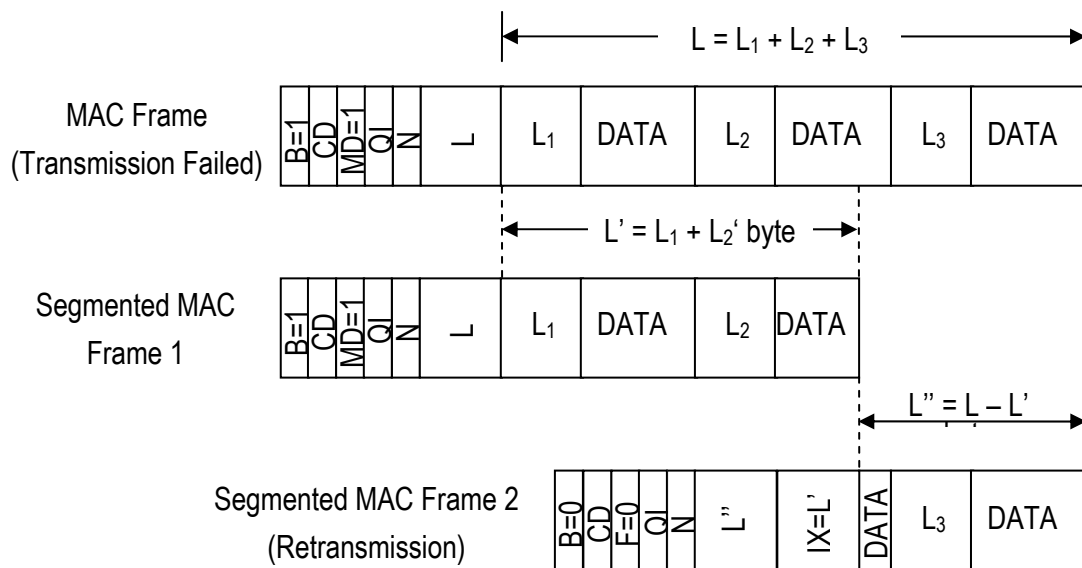 L = L₁ + L₂ + L₃
MAC Frame
(Transmission Failed)
B=1 CD MD=1 QI N L L₁ DATA L₂ DATA L₃ DATA
L' = L₁ + L₂‘ byte
Segmented MAC
Frame 1
B=1 CD MD=1 QI N L L₁ DATA L₂ DATA
L’’ = L – L’
Segmented MAC Frame 2
(Retransmission)
B=0 CD F=0 QI N L’’ IX=L’ DATA L₃ DATA